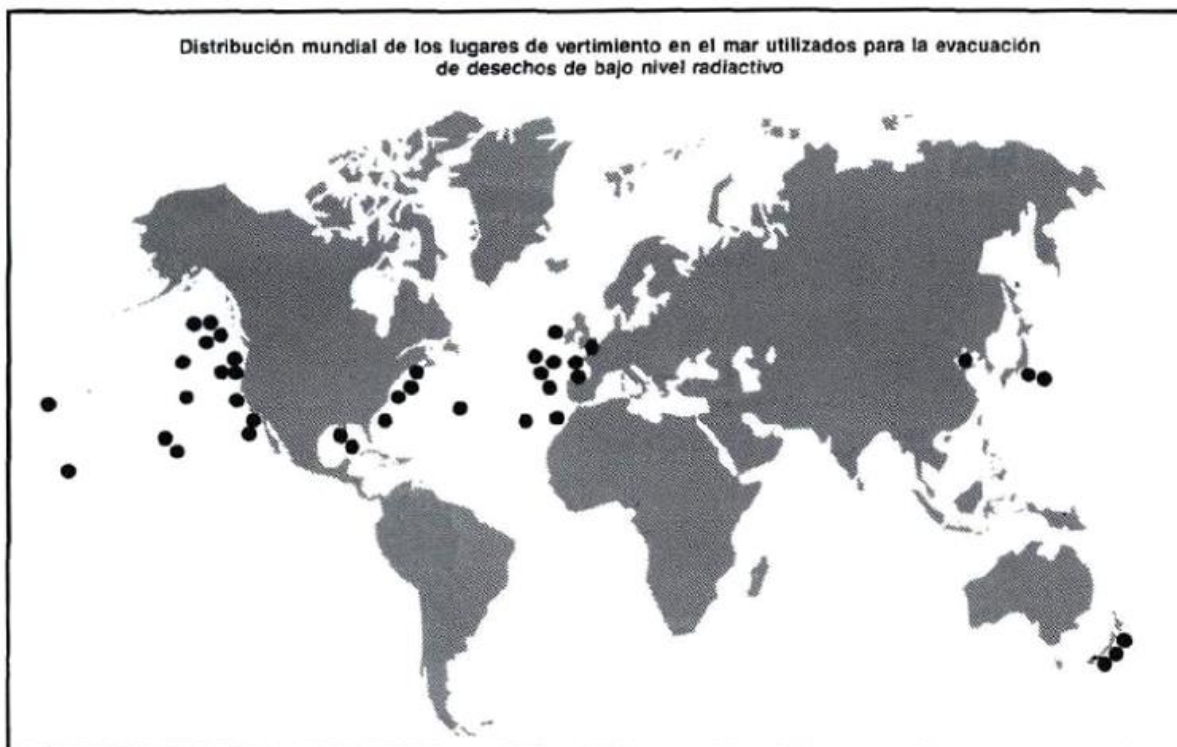 Distribución mundial de los lugares de vertimiento en el mar utilizados para la evacuación
de desechos de bajo nivel radiactivo